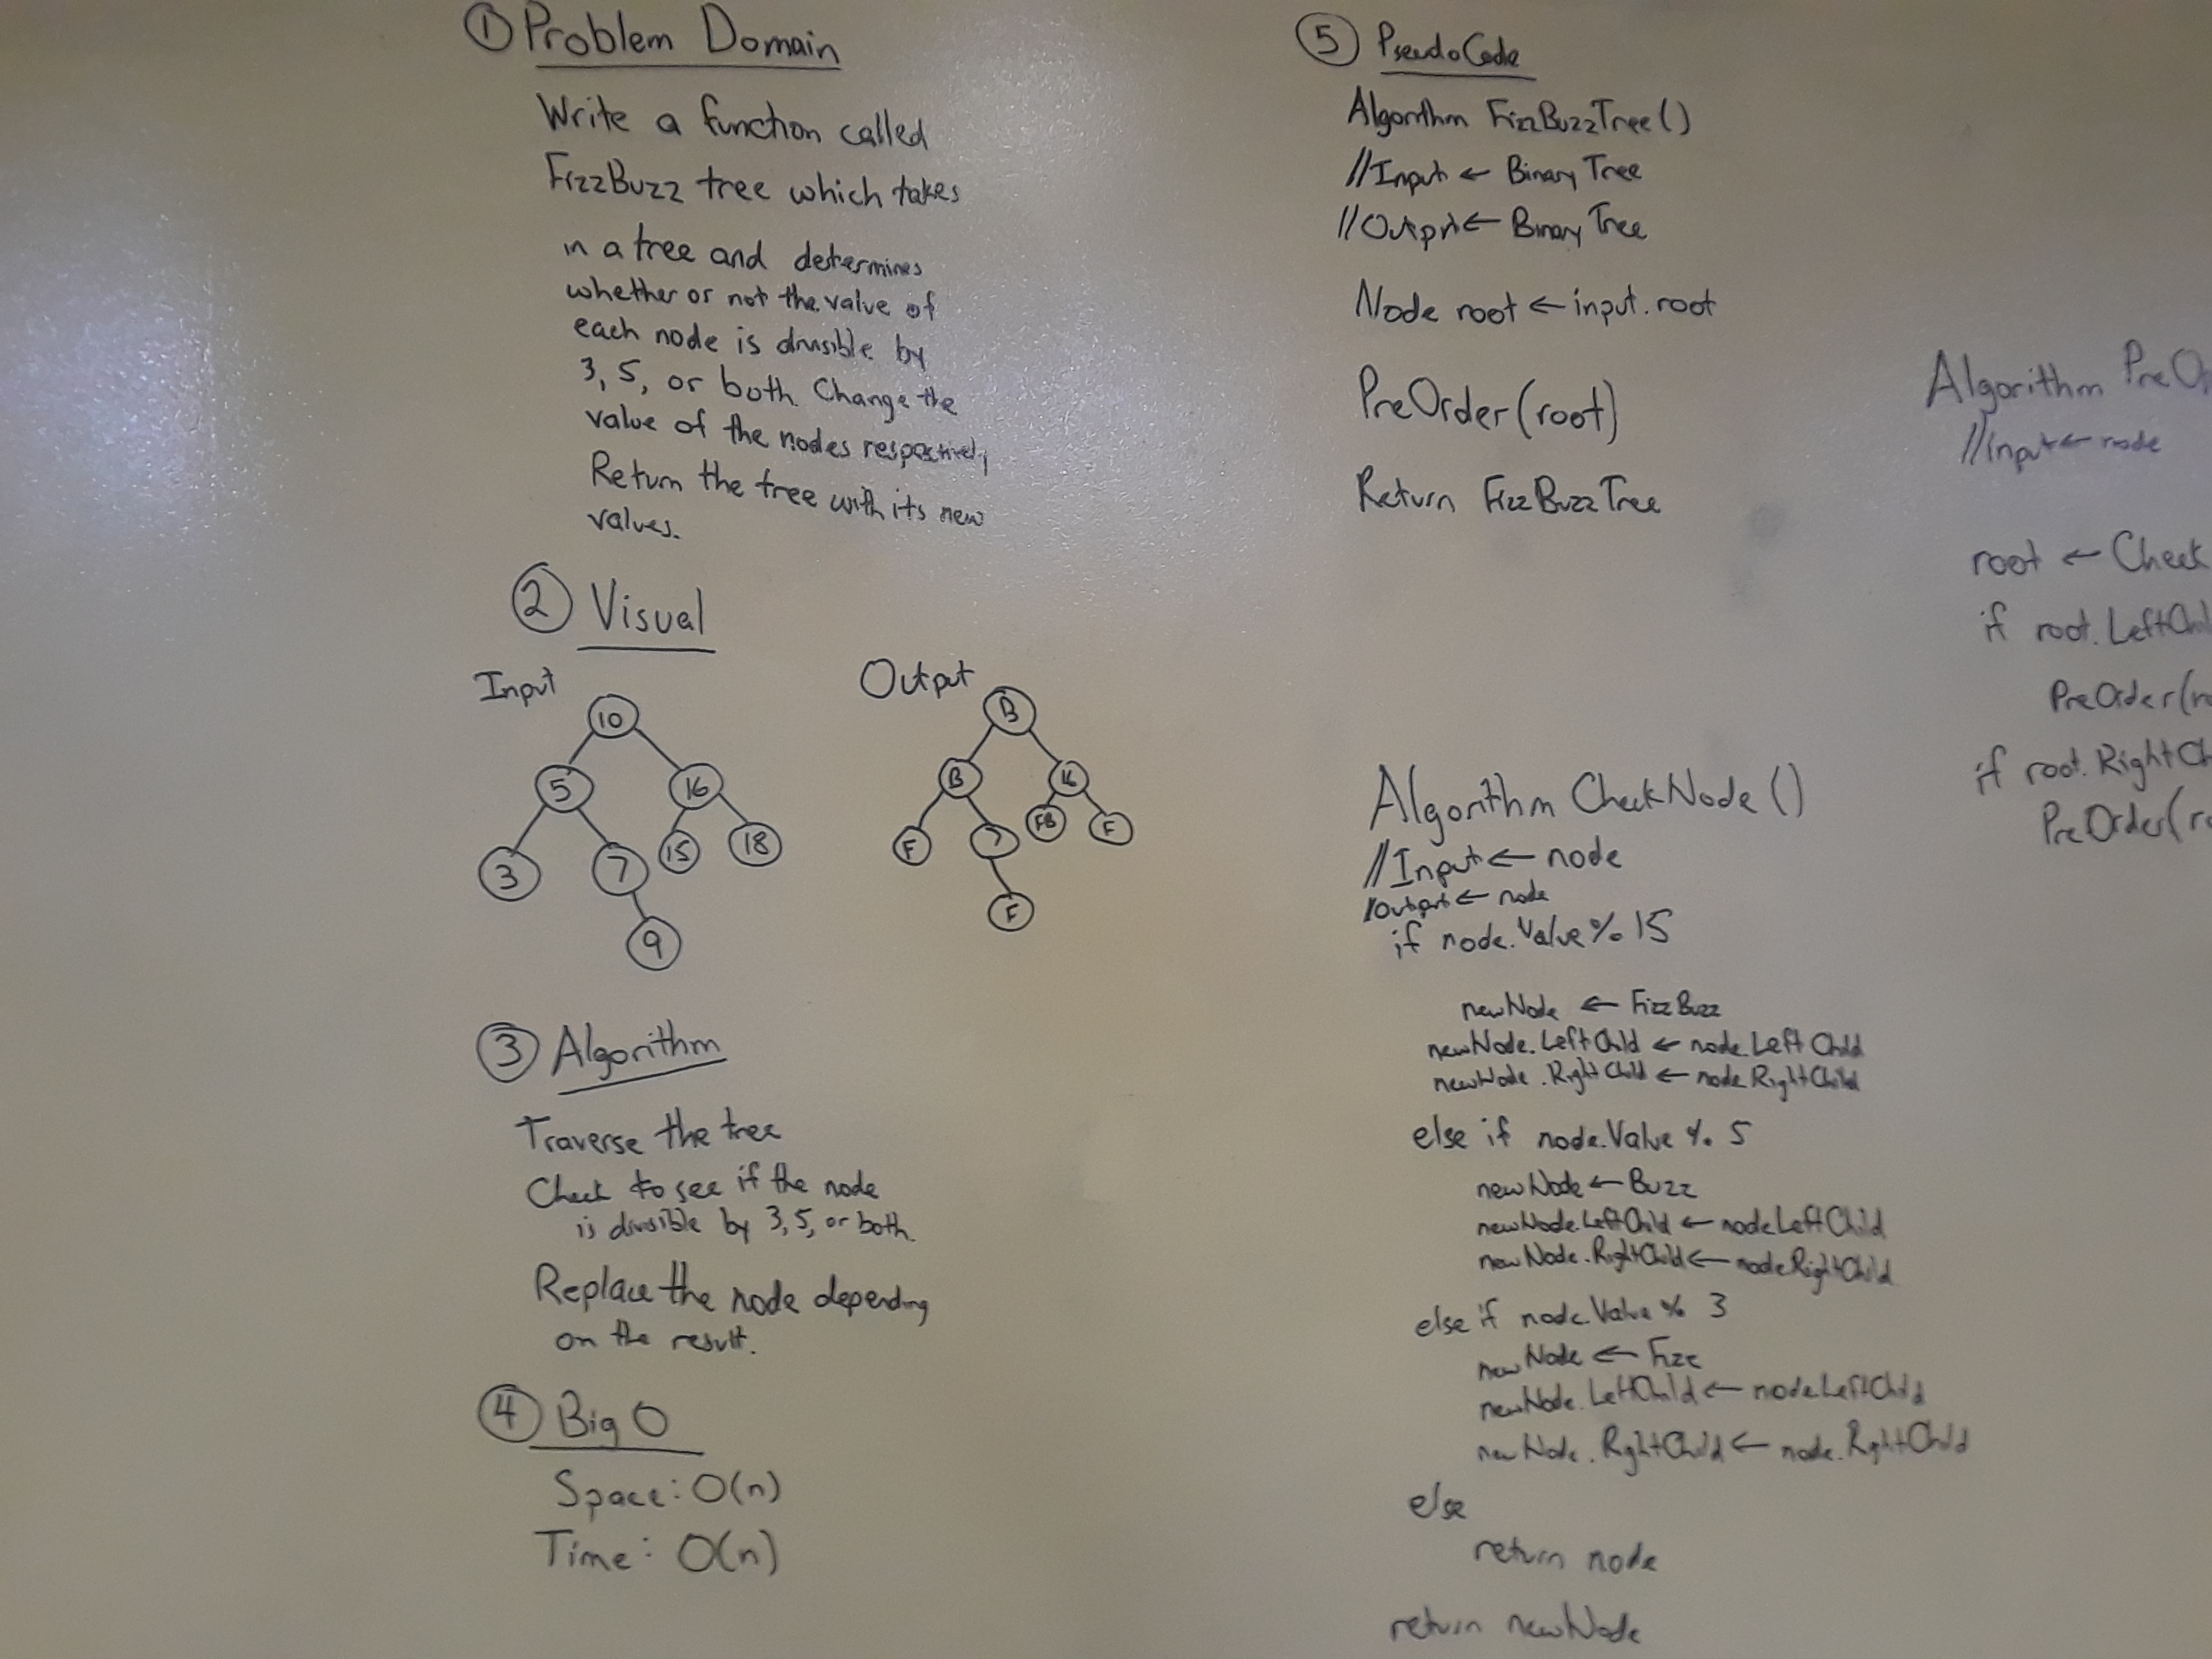 ① Problem Domain
Write a function called
FizzBuzz tree which takes
in a tree and determines
whether or not the value of
each node is divisible by
3, 5, or both. Change the
value of the nodes respectively
Return the tree with its new
values.
② Visual
Input
10
5 16
3 7 15 18
9
Output
B
B 16
F 7 FB F
F
③ Algorithm
Traverse the tree
Check to see if the node
is divisible by 3, 5, or both.
Replace the node depending
on the result.
④ Big O
Space: O(n)
Time: O(n)
⑤ PseudoCode
Algorithm FizzBuzzTree()
//Input ← Binary Tree
//Output ← Binary Tree
Node root ← input.root
PreOrder(root)
Return FizzBuzzTree
Algorithm CheckNode()
//Input ← node
//Output ← node
if node.Value % 15
newNode ← FizzBuzz
newNode.LeftChild ← node.LeftChild
newNode.RightChild ← node.RightChild
else if node.Value % 5
newNode ← Buzz
newNode.LeftChild ← node.LeftChild
newNode.RightChild ← node.RightChild
else if node.Value % 3
newNode ← Fizz
newNode.LeftChild ← node.LeftChild
newNode.RightChild ← node.RightChild
else
return node
return newNode
Algorithm PreO
//input ← node
root ← Check
if root.LeftChil
PreOrder(ro
if root.RightCh
PreOrder(ro